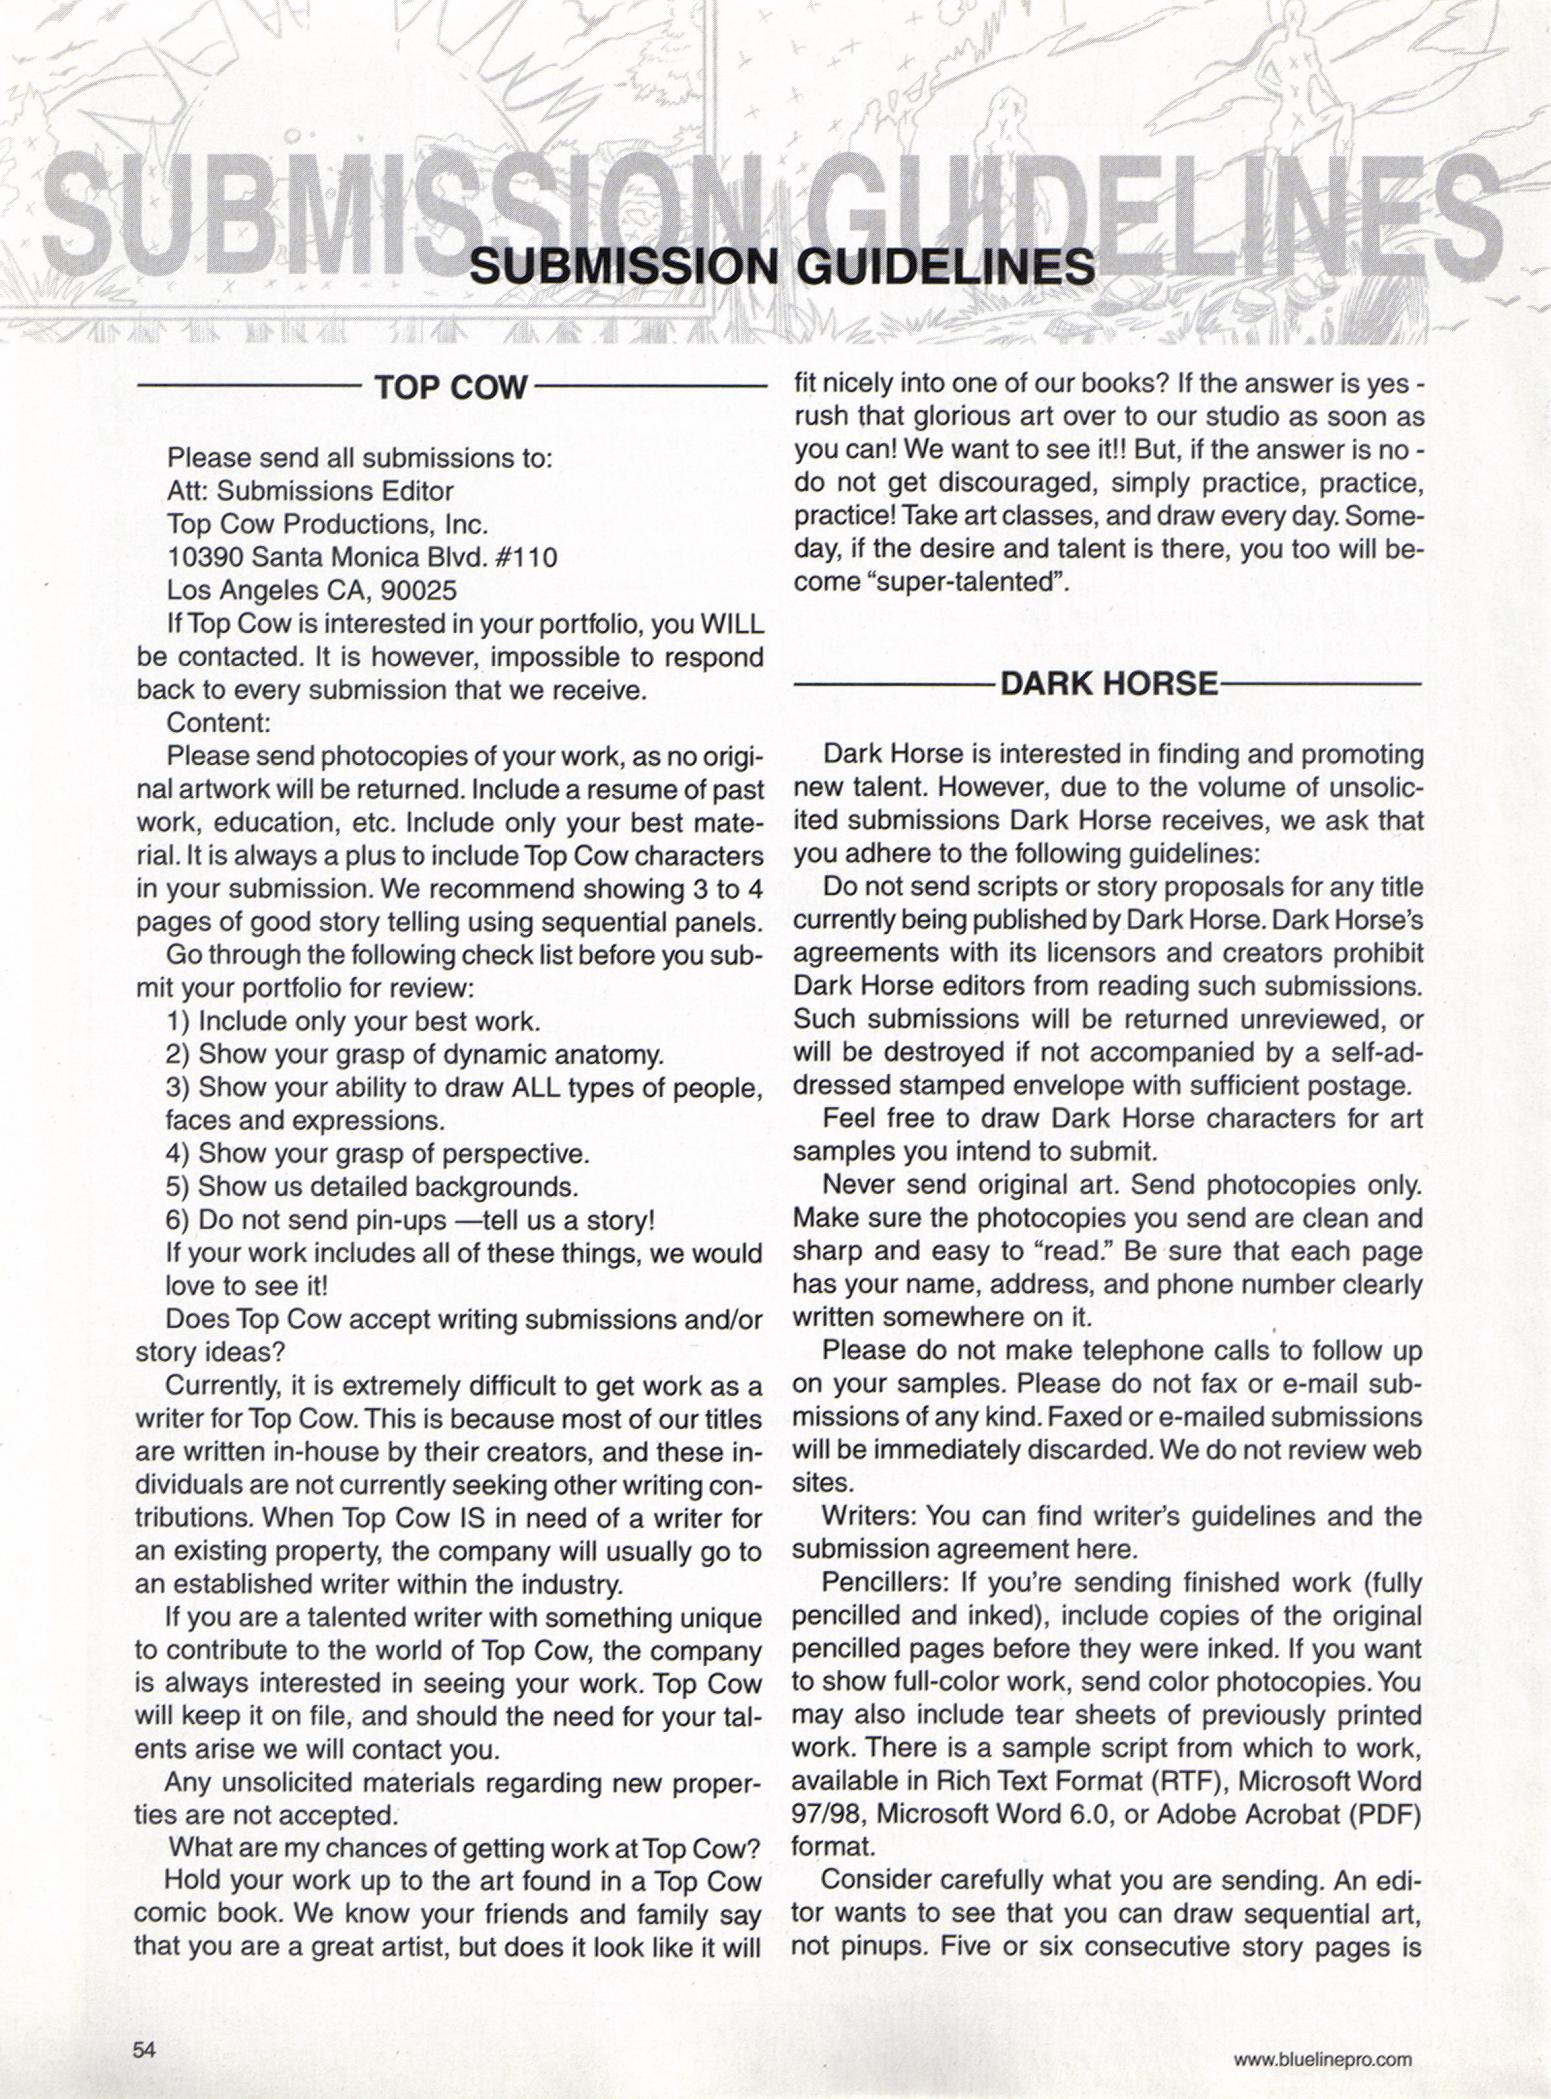 SUBMISSION GUIDELINES
SUBMISSION GUIDELINES
TOP COW
Please send all submissions to:
Att: Submissions Editor
Top Cow Productions, Inc.
10390 Santa Monica Blvd. #110
Los Angeles CA, 90025
If Top Cow is interested in your portfolio, you WILL
be contacted. It is however, impossible to respond
back to every submission that we receive.
Content:
Please send photocopies of your work, as no origi-
nal artwork will be returned. Include a resume of past
work, education, etc. Include only your best mate-
rial. It is always a plus to include Top Cow characters
in your submission. We recommend showing 3 to 4
pages of good story telling using sequential panels.
Go through the following check list before you sub-
mit your portfolio for review:
1) Include only your best work.
2) Show your grasp of dynamic anatomy.
3) Show your ability to draw ALL types of people,
faces and expressions.
4) Show your grasp of perspective.
5) Show us detailed backgrounds.
6) Do not send pin-ups —tell us a story!
If your work includes all of these things, we would
love to see it!
Does Top Cow accept writing submissions and/or
story ideas?
Currently, it is extremely difficult to get work as a
writer for Top Cow. This is because most of our titles
are written in-house by their creators, and these in-
dividuals are not currently seeking other writing con-
tributions. When Top Cow IS in need of a writer for
an existing property, the company will usually go to
an established writer within the industry.
If you are a talented writer with something unique
to contribute to the world of Top Cow, the company
is always interested in seeing your work. Top Cow
will keep it on file, and should the need for your tal-
ents arise we will contact you.
Any unsolicited materials regarding new proper-
ties are not accepted.
What are my chances of getting work at Top Cow?
Hold your work up to the art found in a Top Cow
comic book. We know your friends and family say
that you are a great artist, but does it look like it will
fit nicely into one of our books? If the answer is yes -
rush that glorious art over to our studio as soon as
you can! We want to see it!! But, if the answer is no -
do not get discouraged, simply practice, practice,
practice! Take art classes, and draw every day. Some-
day, if the desire and talent is there, you too will be-
come “super-talented”.
DARK HORSE
Dark Horse is interested in finding and promoting
new talent. However, due to the volume of unsolic-
ited submissions Dark Horse receives, we ask that
you adhere to the following guidelines:
Do not send scripts or story proposals for any title
currently being published by Dark Horse. Dark Horse’s
agreements with its licensors and creators prohibit
Dark Horse editors from reading such submissions.
Such submissions will be returned unreviewed, or
will be destroyed if not accompanied by a self-ad-
dressed stamped envelope with sufficient postage.
Feel free to draw Dark Horse characters for art
samples you intend to submit.
Never send original art. Send photocopies only.
Make sure the photocopies you send are clean and
sharp and easy to “read.” Be sure that each page
has your name, address, and phone number clearly
written somewhere on it.
Please do not make telephone calls to follow up
on your samples. Please do not fax or e-mail sub-
missions of any kind. Faxed or e-mailed submissions
will be immediately discarded. We do not review web
sites.
Writers: You can find writer’s guidelines and the
submission agreement here.
Pencillers: If you’re sending finished work (fully
pencilled and inked), include copies of the original
pencilled pages before they were inked. If you want
to show full-color work, send color photocopies. You
may also include tear sheets of previously printed
work. There is a sample script from which to work,
available in Rich Text Format (RTF), Microsoft Word
97/98, Microsoft Word 6.0, or Adobe Acrobat (PDF)
format.
Consider carefully what you are sending. An edi-
tor wants to see that you can draw sequential art,
not pinups. Five or six consecutive story pages is
54
www.bluelinepro.com